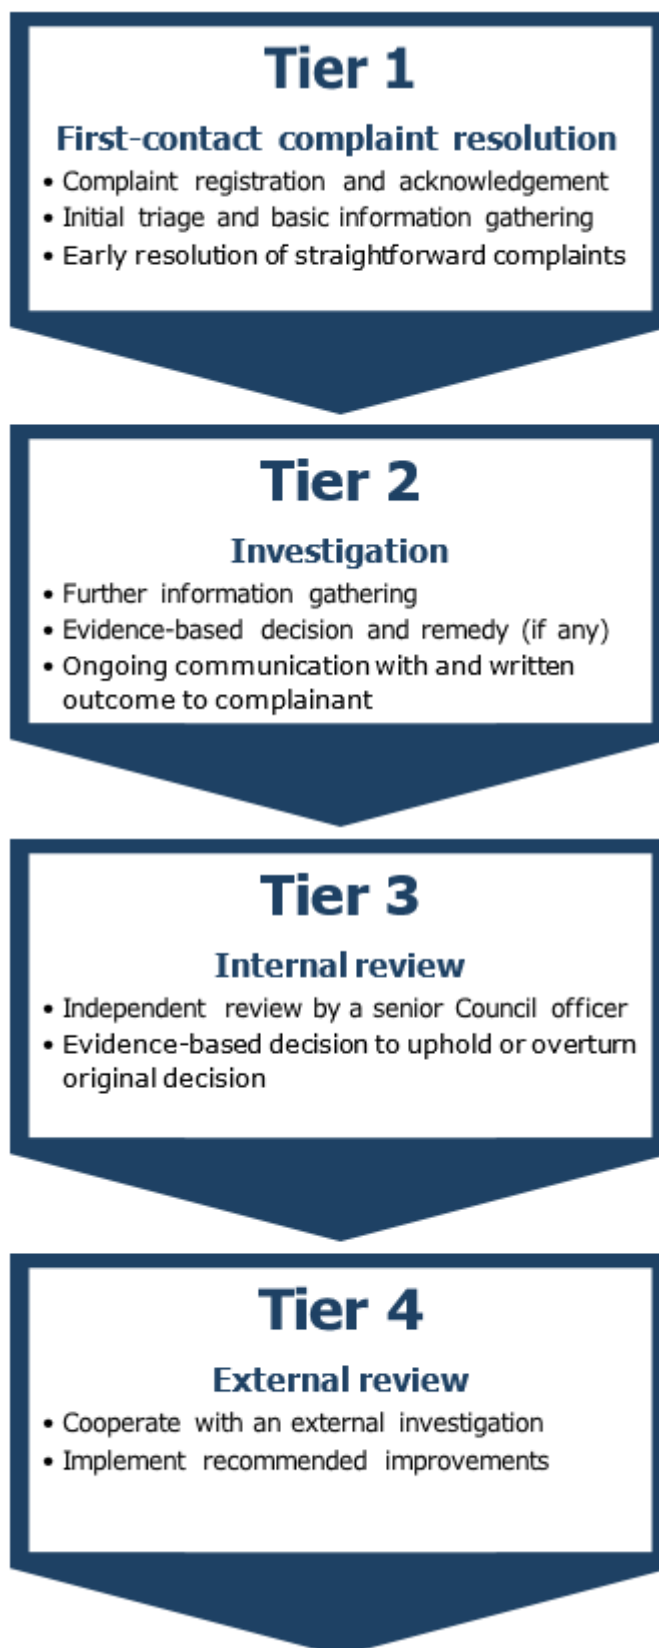 Tier 1
First-contact complaint resolution
• Complaint registration and acknowledgement
• Initial triage and basic information gathering
• Early resolution of straightforward complaints
Tier 2
Investigation
• Further information gathering
• Evidence-based decision and remedy (if any)
• Ongoing communication with and written
outcome to complainant
Tier 3
Internal review
• Independent review by a senior Council officer
• Evidence-based decision to uphold or overturn
original decision
Tier 4
External review
• Cooperate with an external investigation
• Implement recommended improvements